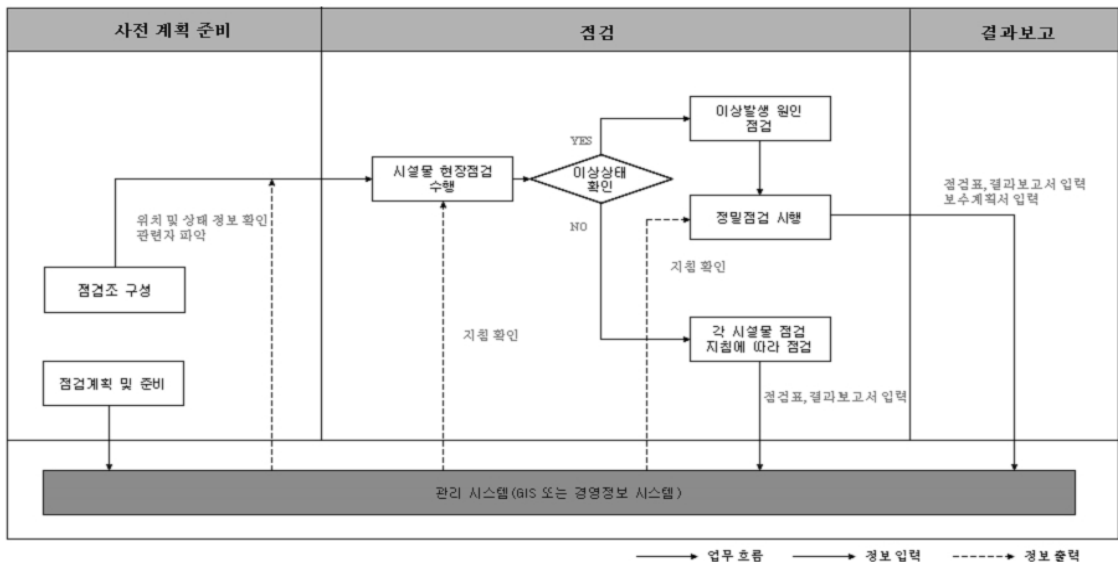 사전 계획 준비
점검
결과보고
이상발생 원인
점검
YES
시설물 현장점검
수행
이상상태
확인
점검표, 결과보고서 입력
보수계획서 입력
위치 및 상태 정보 확인
관련자 파악
NO
정밀점검 시행
지침 확인
점검조 구성
지침 확인
각 시설물 점검
지침에 따라 점검
점검계획 및 준비
점검표, 결과보고서 입력
관리 시스템(GIS 또는 경영정보 시스템)
업무 흐름
정보 입력
정보 출력